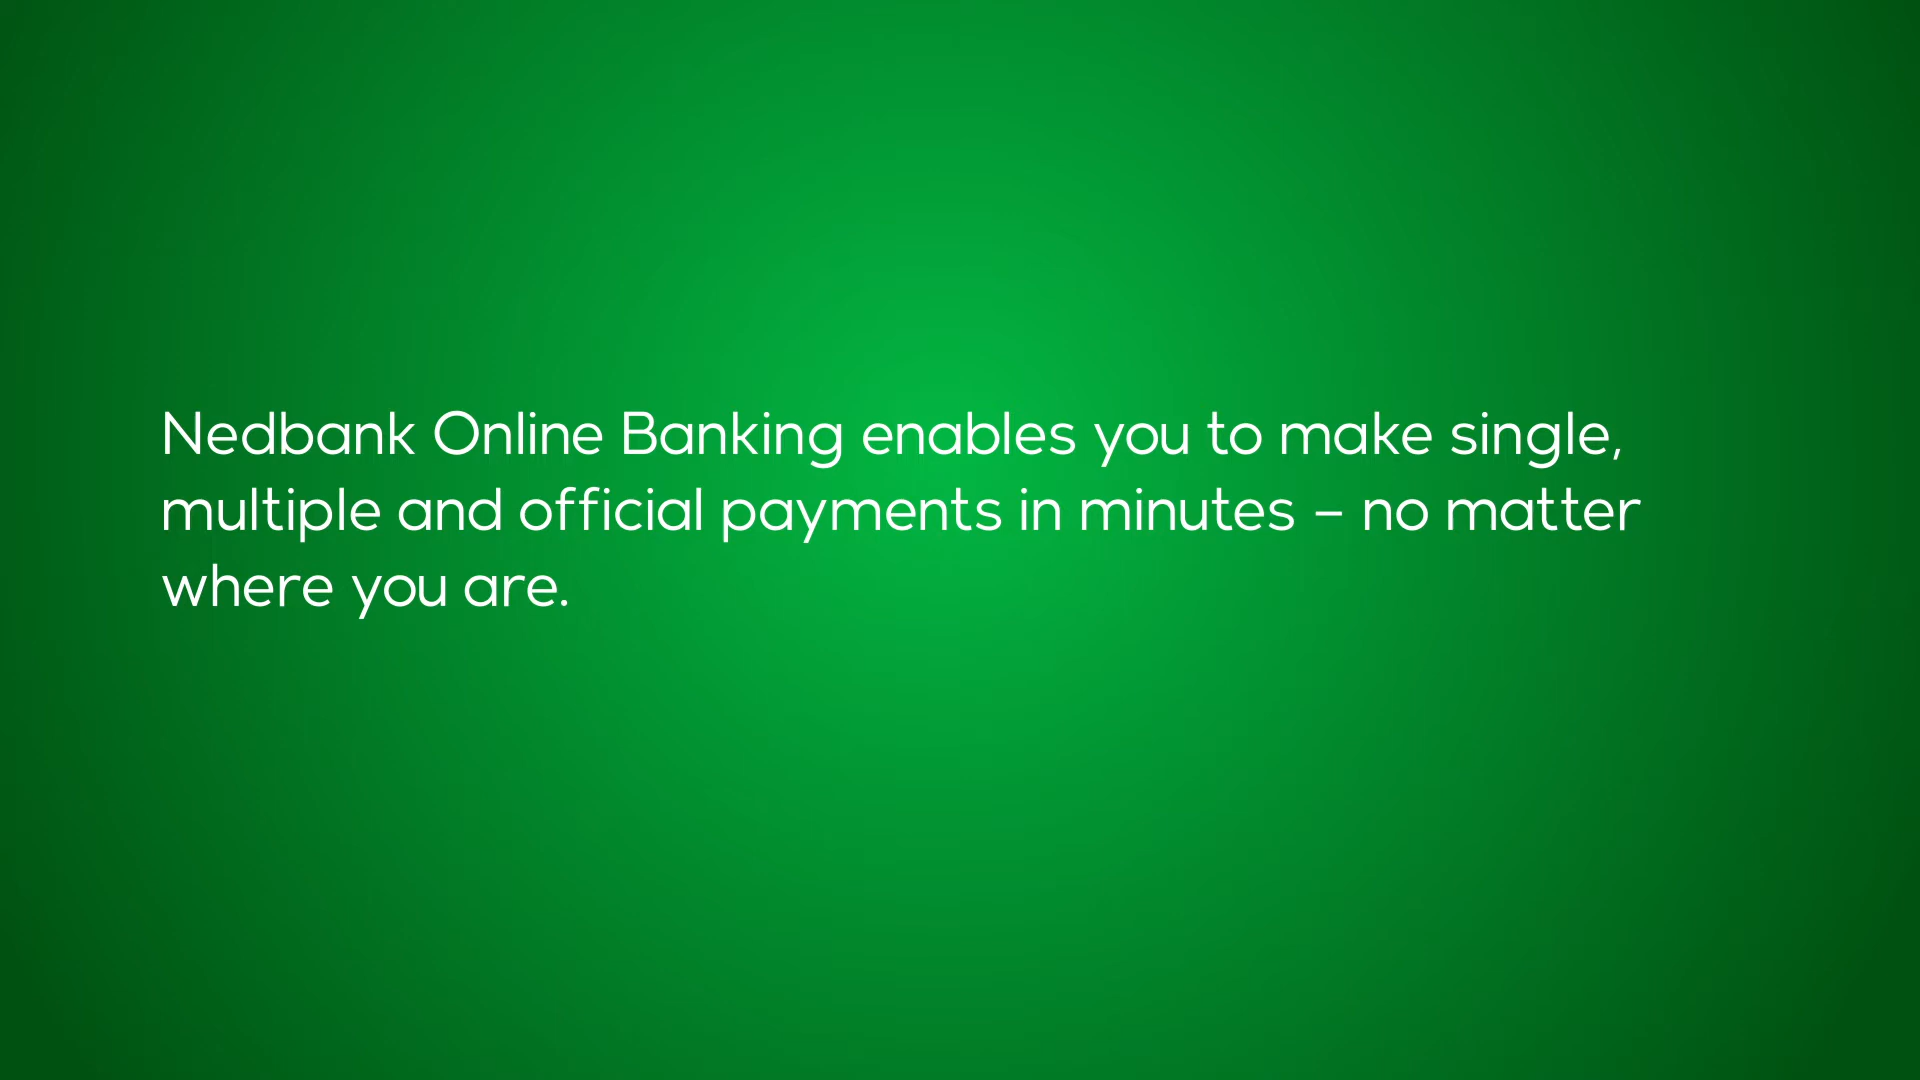 Nedbank Online Banking enables you to make single,
multiple and official payments in minutes – no matter
where you are.